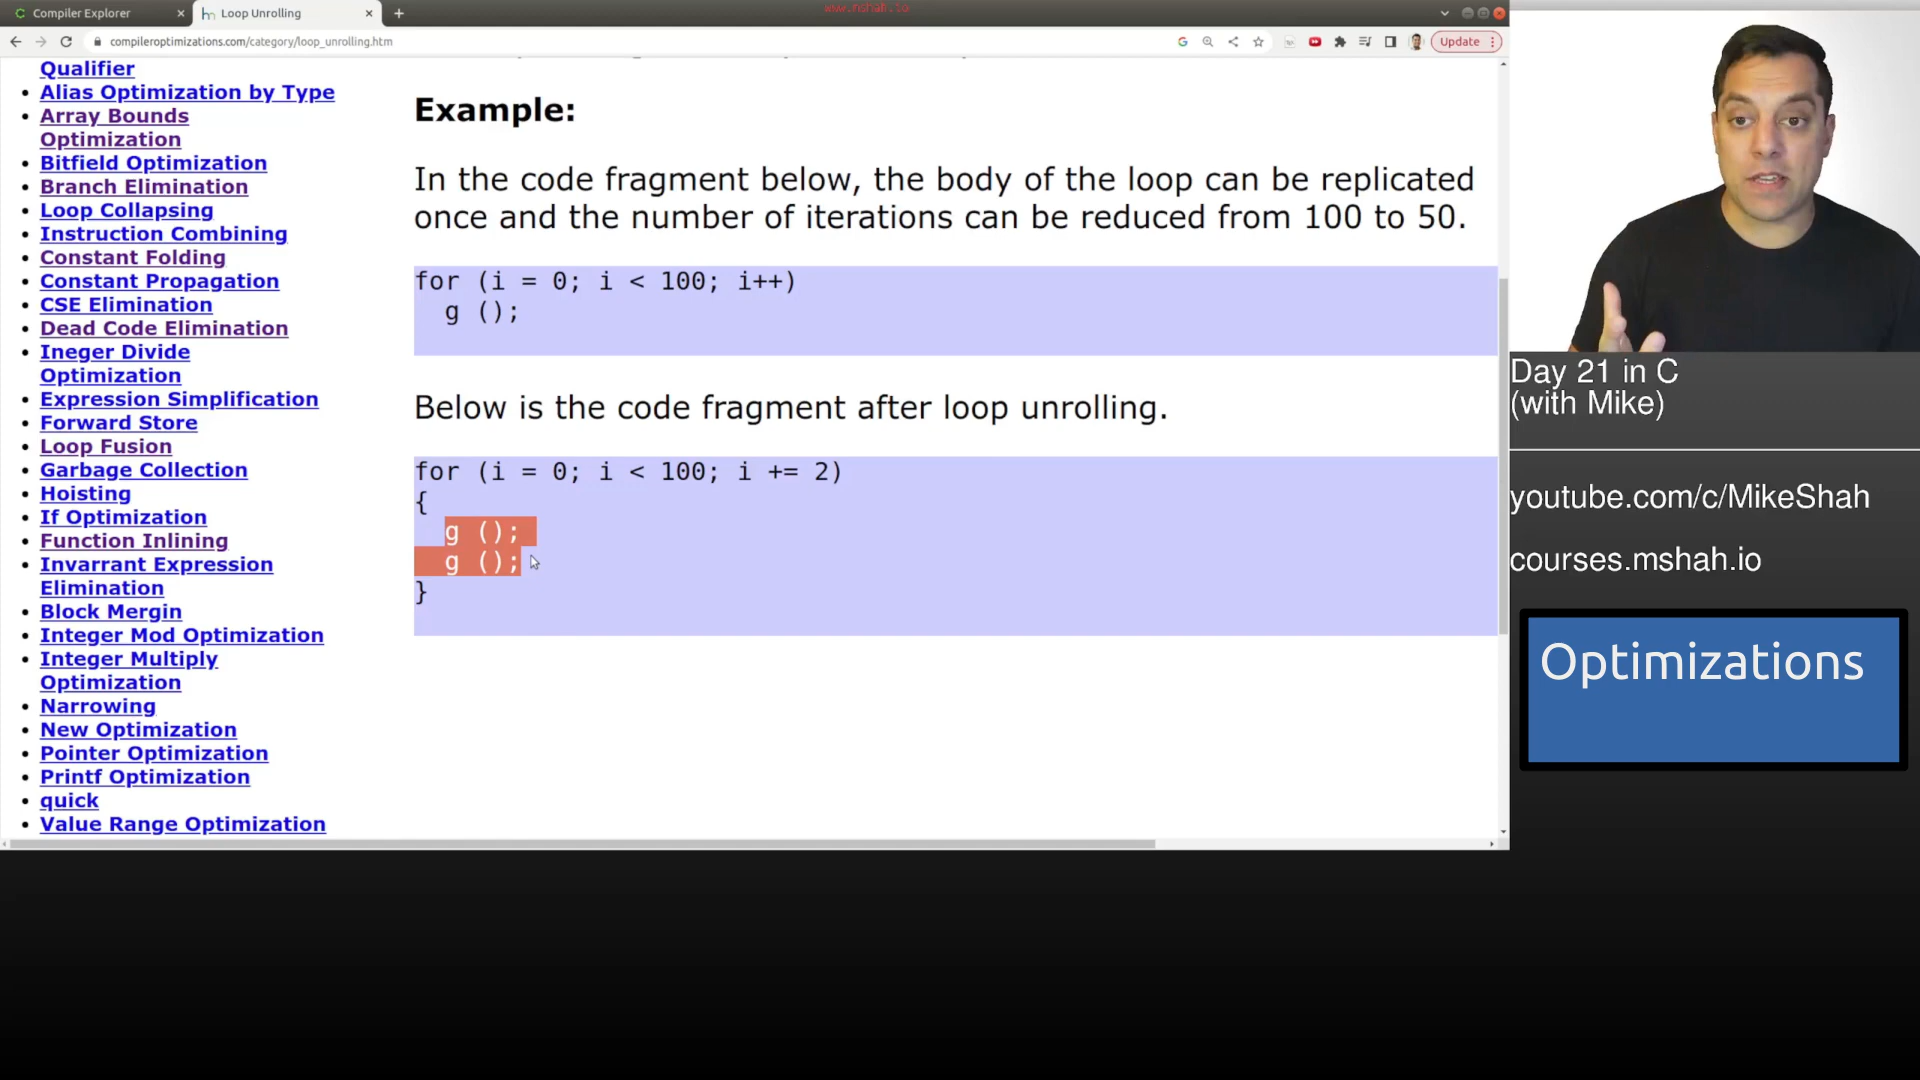 Compiler Explorer
Loop Unrolling
www.mshah.io
compileroptimizations.com/category/loop_unrolling.htm
Update
Qualifier
Alias Optimization by Type
Array Bounds
Optimization
Bitfield Optimization
Branch Elimination
Loop Collapsing
Instruction Combining
Constant Folding
Constant Propagation
CSE Elimination
Dead Code Elimination
Ineger Divide
Optimization
Expression Simplification
Forward Store
Loop Fusion
Garbage Collection
Hoisting
If Optimization
Function Inlining
Invarrant Expression
Elimination
Block Mergin
Integer Mod Optimization
Integer Multiply
Optimization
Narrowing
New Optimization
Pointer Optimization
Printf Optimization
quick
Value Range Optimization
Example:
In the code fragment below, the body of the loop can be replicated
once and the number of iterations can be reduced from 100 to 50.
for (i = 0; i < 100; i++)
g ();
Below is the code fragment after loop unrolling.
for (i = 0; i < 100; i += 2)
{
g ();
g ();
}
Day 21 in C
(with Mike)
youtube.com/c/MikeShah
courses.mshah.io
Optimizations